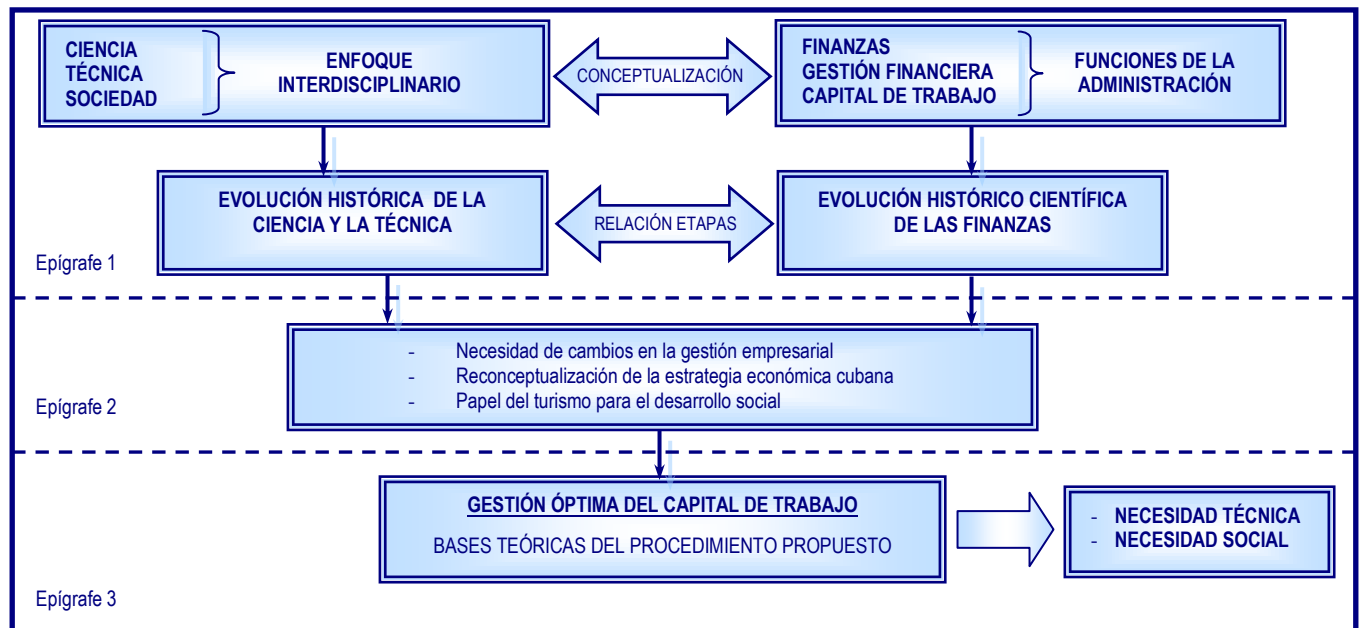 CIENCIA
TÉCNICA
SOCIEDAD
ENFOQUE
INTERDISCIPLINARIO
CONCEPTUALIZACIÓN
FINANZAS
GESTIÓN FINANCIERA
CAPITAL DE TRABAJO
FUNCIONES DE LA
ADMINISTRACIÓN
EVOLUCIÓN HISTÓRICA DE LA
CIENCIA Y LA TÉCNICA
RELACIÓN ETAPAS
EVOLUCIÓN HISTÓRICO CIENTÍFICA
DE LAS FINANZAS
Epígrafe 1
- Necesidad de cambios en la gestión empresarial
- Reconceptualización de la estrategia económica cubana
- Papel del turismo para el desarrollo social
Epígrafe 2
GESTIÓN ÓPTIMA DEL CAPITAL DE TRABAJO
BASES TEÓRICAS DEL PROCEDIMIENTO PROPUESTO
- NECESIDAD TÉCNICA
- NECESIDAD SOCIAL
Epígrafe 3